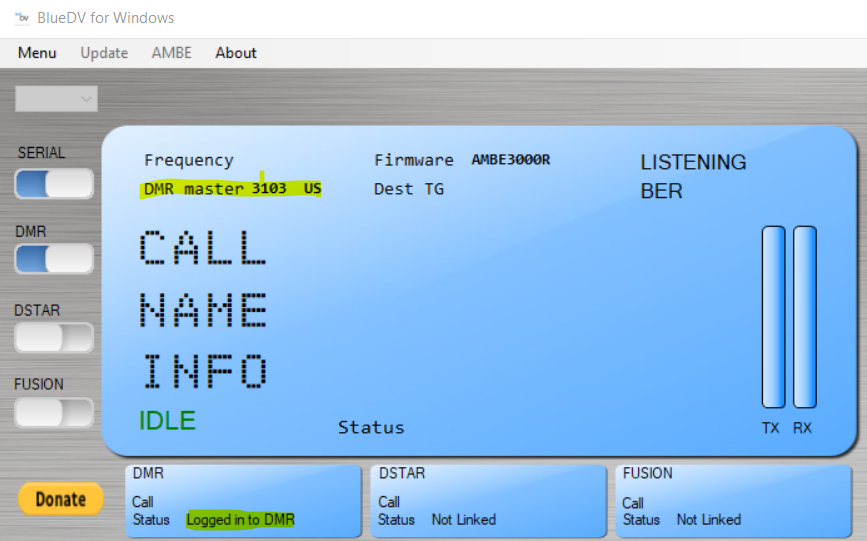 BlueDV for Windows
Menu Update AMBE About
SERIAL
DMR
DSTAR
FUSION
Donate
Frequency Firmware AMBE3000R LISTENING
DMR master 3103 US Dest TG BER
CALL
NAME
INFO
IDLE
Status
TX RX
DMR
Call
Status Logged in to DMR
DSTAR
Call
Status Not Linked
FUSION
Call
Status Not Linked